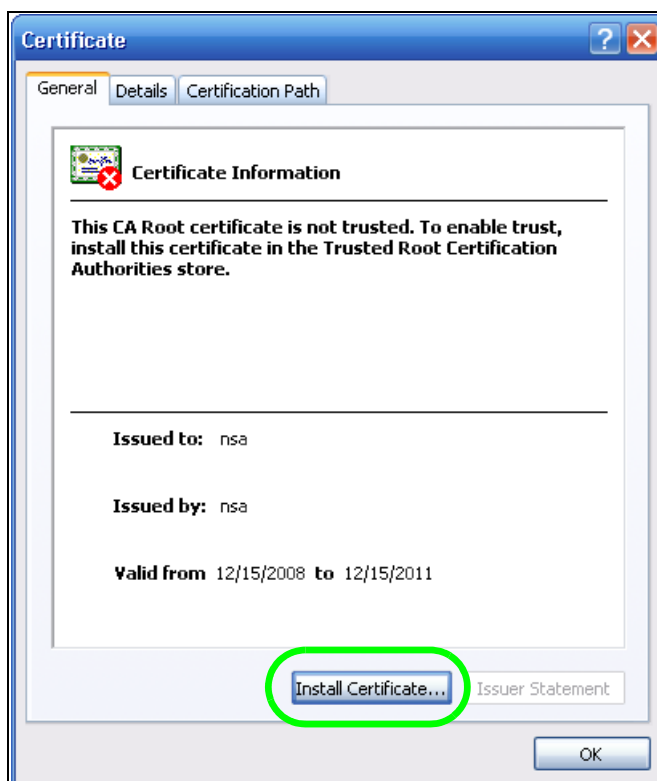 Certificate
General Details Certification Path
Certificate Information
This CA Root certificate is not trusted. To enable trust,
install this certificate in the Trusted Root Certification
Authorities store.
Issued to: nsa
Issued by: nsa
Valid from 12/15/2008 to 12/15/2011
Install Certificate... Issuer Statement
OK